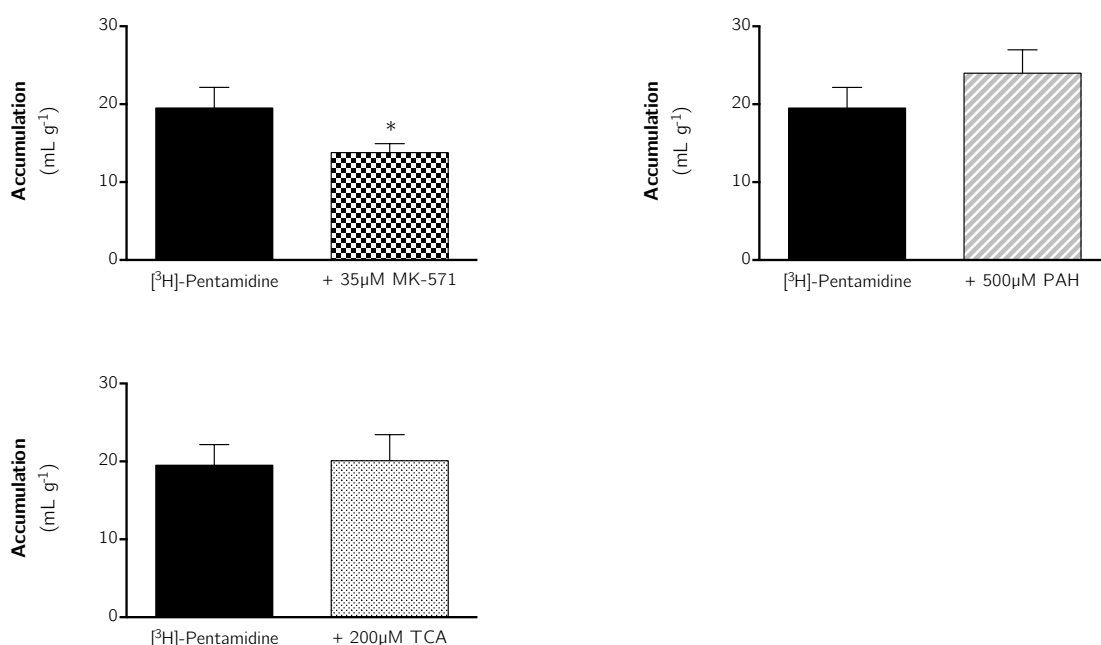 30
20
10
0
Accumulation
(mL g⁻¹)
*
[³H]-Pentamidine
+ 35µM MK-571
30
20
10
0
Accumulation
(mL g⁻¹)
[³H]-Pentamidine
+ 500µM PAH
30
20
10
0
Accumulation
(mL g⁻¹)
[³H]-Pentamidine
+ 200µM TCA